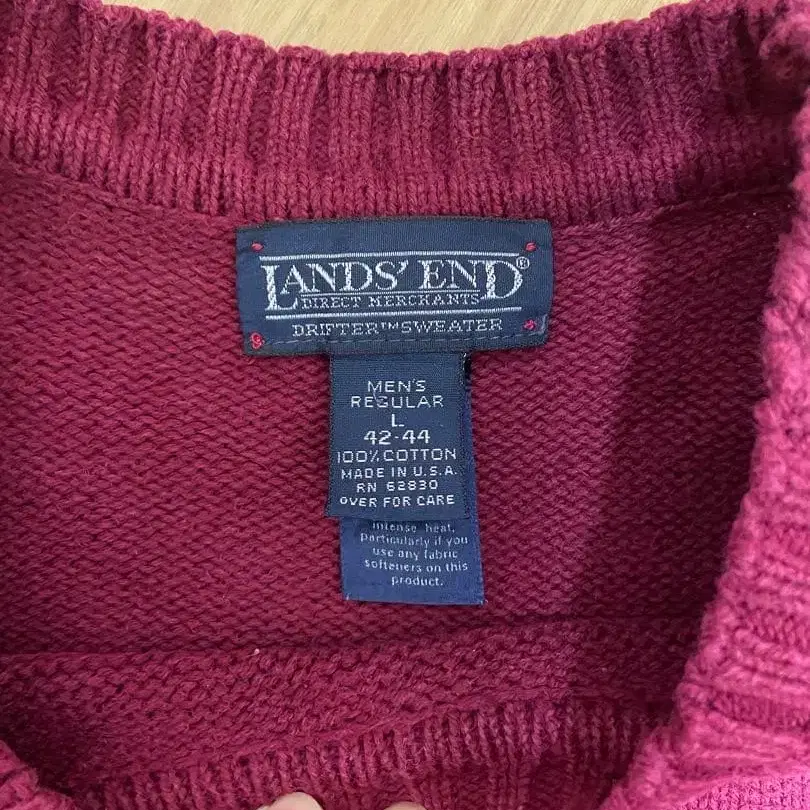 LANDS' END®
DIRECT MERCHANTS
DRIFTER™ SWEATER
MEN'S
REGULAR
L
42-44
100% COTTON
MADE IN U.S.A.
RN 62830
OVER FOR CARE
intense heat,
particularly if you
use any fabric
softeners on this
product.